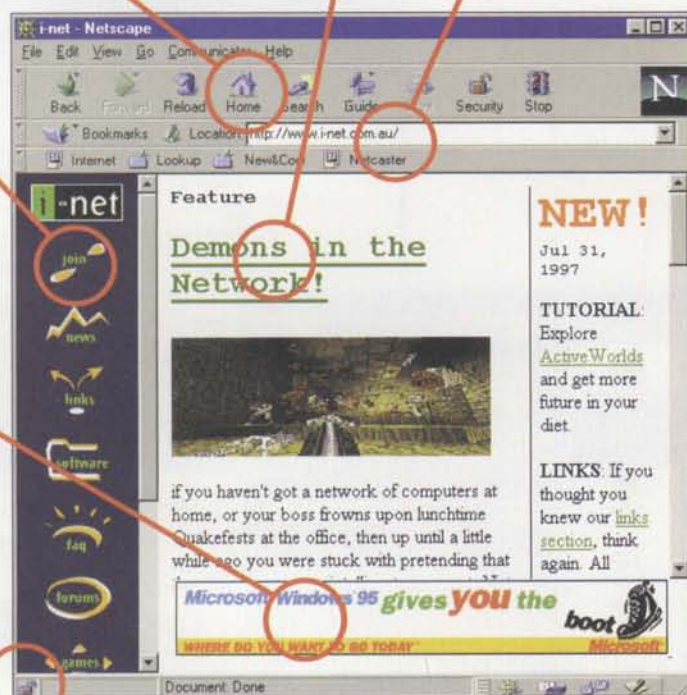 i-net - Netscape
File Edit View Go Communicator Help
Back Forward Reload Home Search Guide Security Stop
N
Bookmarks Location: http://www.i-net.com.au/
Internet Lookup New&Cool Netcaster
i-net
join
news
links
software
faq
forums
games
Feature
Demons in the
Network!
if you haven't got a network of computers at
home, or your boss frowns upon lunchtime
Quakefests at the office, then up until a little
while ago you were stuck with pretending that
NEW!
Jul 31,
1997
TUTORIAL:
Explore
ActiveWorlds
and get more
future in your
diet.
LINKS: If you
thought you
knew our links
section, think
again. All
Microsoft Windows 95 gives you the boot
WHERE DO YOU WANT TO GO TODAY
Microsoft
Document: Done